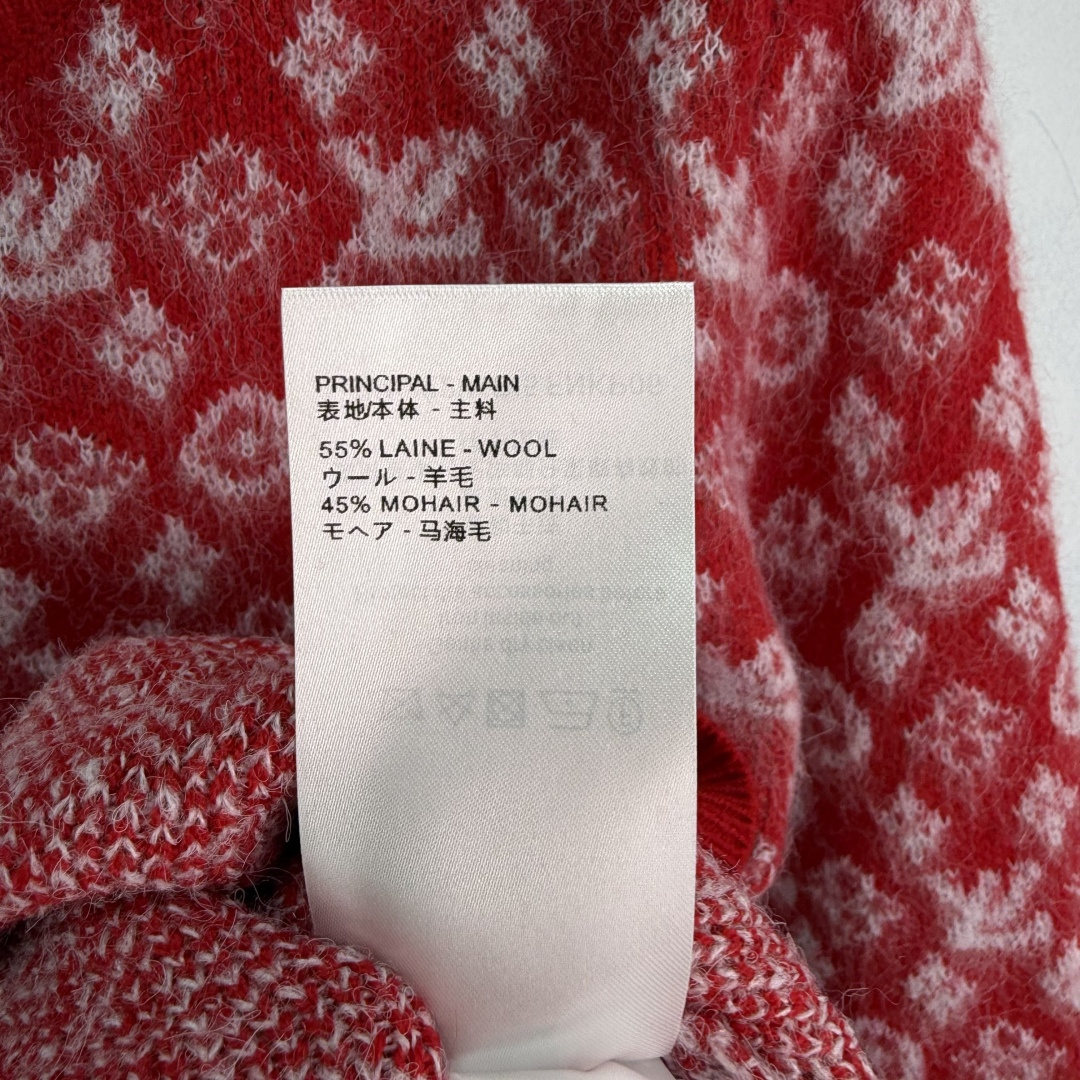 PRINCIPAL - MAIN
表地/本体 - 主料
55% LAINE - WOOL
ウール - 羊毛
45% MOHAIR - MOHAIR
モヘア - 马海毛